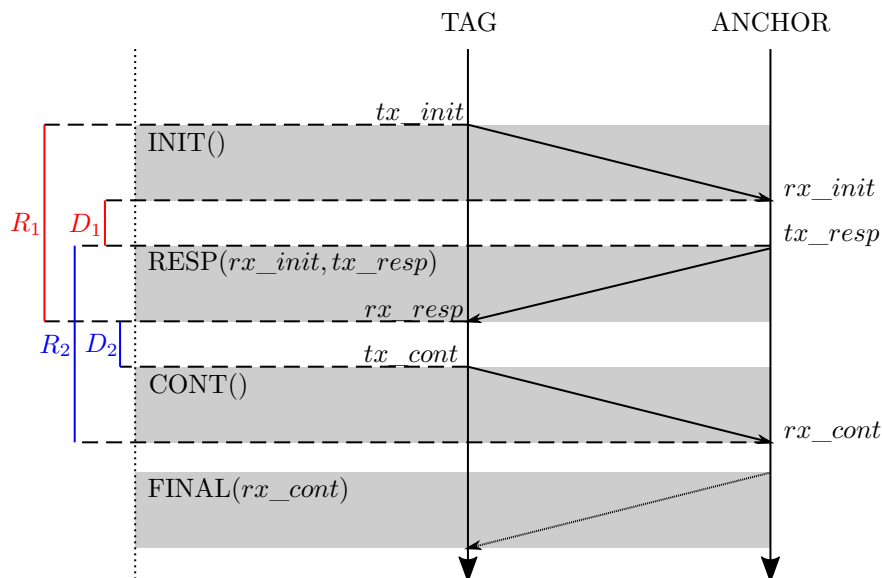 TAG ANCHOR
tx_init
INIT()
rx_init
R1 D1
tx_resp
RESP(rx_init, tx_resp)
rx_resp
R2 D2
tx_cont
CONT()
rx_cont
FINAL(rx_cont)